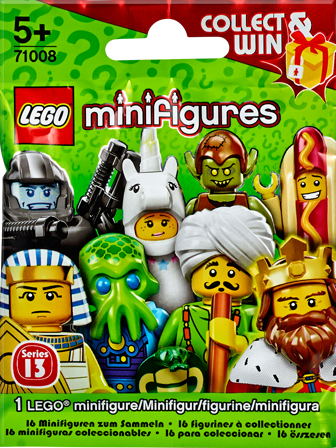 5+
71008
COLLECT &
WIN
LEGO
minifigures
Series
13
1 LEGO® minifigure/Minifigur/figurine/minifigura
16 Minifiguren zum Sammeln • 16 figurines à collectionner
16 minifiguras coleccionables • 16 para colecionar • 16 össze